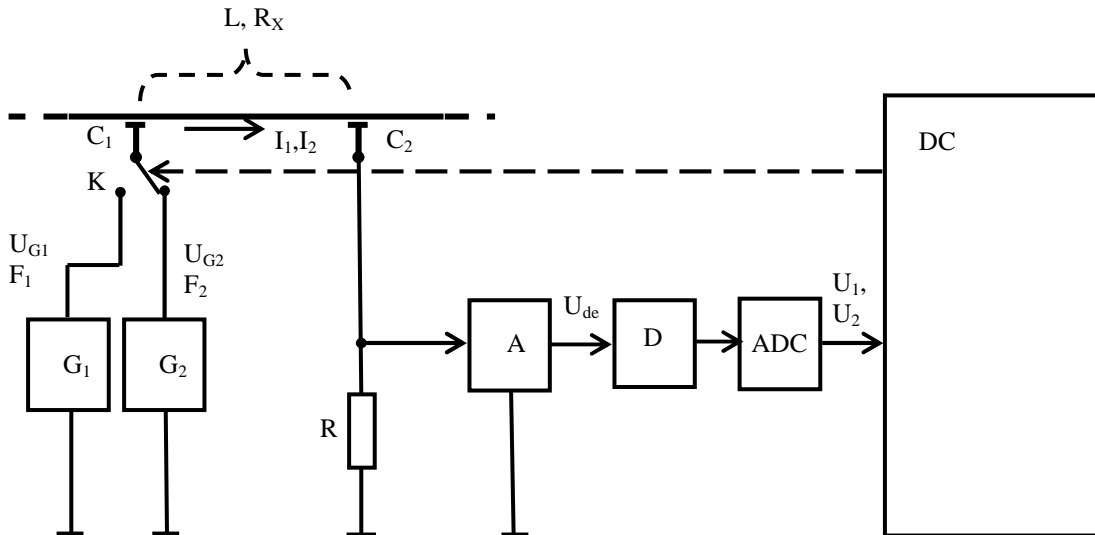 L, R_X
C_1
I_1,I_2
C_2
DC
K
U_G1
F_1
U_G2
F_2
U_1,
U_2
U_de
G_1
G_2
A
D
ADC
R